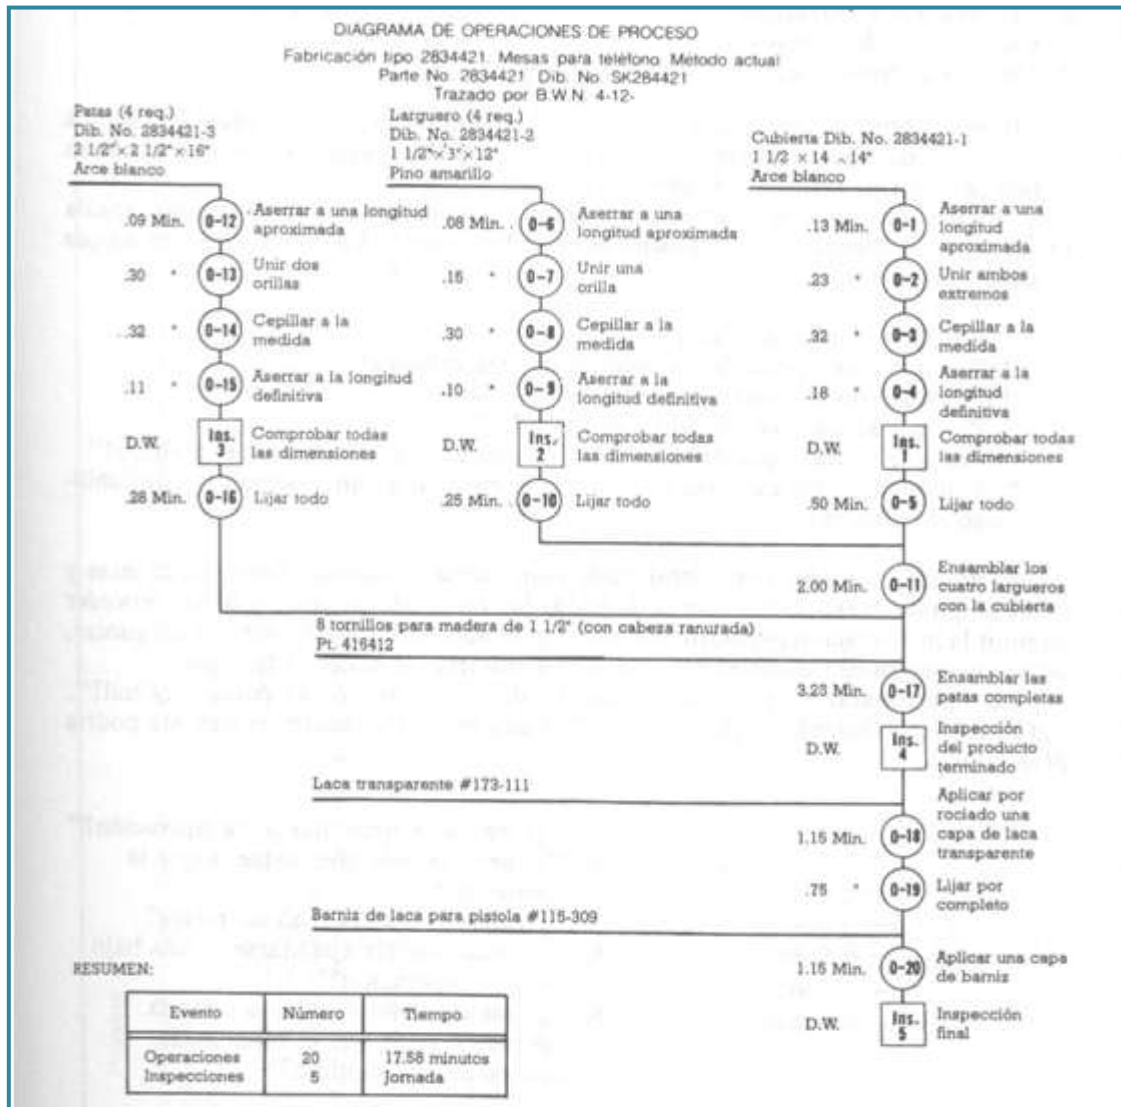 DIAGRAMA DE OPERACIONES DE PROCESO
Fabricación tipo 2834421. Mesas para teléfono. Método actual
Parte No. 2834421 Dib. No. SK284421
Trazado por B.W.N. 4-12-
Patas (4 req.)
Dib. No. 2834421-3
2 1/2" × 2 1/2" × 16"
Arce blanco
Larguero (4 req.)
Dib. No. 2834421-2
1 1/2" × 3" × 12"
Pino amarillo
Cubierta Dib. No. 2834421-1
1 1/2 × 14 × 14"
Arce blanco
.09 Min. 0-12 Aserrar a una longitud
aproximada
.30 " 0-13 Unir dos
orillas
.32 " 0-14 Cepillar a la
medida
.11 " 0-15 Aserrar a la longitud
definitiva
D.W. Ins. 3 Comprobar todas
las dimensiones
.28 Min. 0-16 Lijar todo
.08 Min. 0-6 Aserrar a una
longitud aproximada
.16 " 0-7 Unir una
orilla
.30 " 0-8 Cepillar a la
medida
.10 " 0-9 Aserrar a la
longitud definitiva
D.W. Ins. 2 Comprobar todas
las dimensiones
.25 Min. 0-10 Lijar todo
.13 Min. 0-1 Aserrar a una
longitud
aproximada
.23 " 0-2 Unir ambos
extremos
.32 " 0-3 Cepillar a la
medida
.18 " 0-4 Aserrar a la
longitud
definitiva
D.W. Ins. 1 Comprobar todas
las dimensiones
.50 Min. 0-5 Lijar todo
2.00 Min. 0-11 Ensamblar los
cuatro largueros
con la cubierta
8 tornillos para madera de 1 1/2" (con cabeza ranurada)
Pt. 416412
3.23 Min. 0-17 Ensamblar las
patas completas
D.W. Ins. 4 Inspección
del producto
terminado
Laca transparente #173-111
1.15 Min. 0-18 Aplicar por
rociado una
capa de laca
transparente
.75 " 0-19 Lijar por
completo
Barniz de laca para pistola #115-309
1.15 Min. 0-20 Aplicar una capa
de barniz
D.W. Ins. 5 Inspección
final
RESUMEN:
Evento Número Tiempo
Operaciones 20 17.58 minutos
Inspecciones 5 Jornada